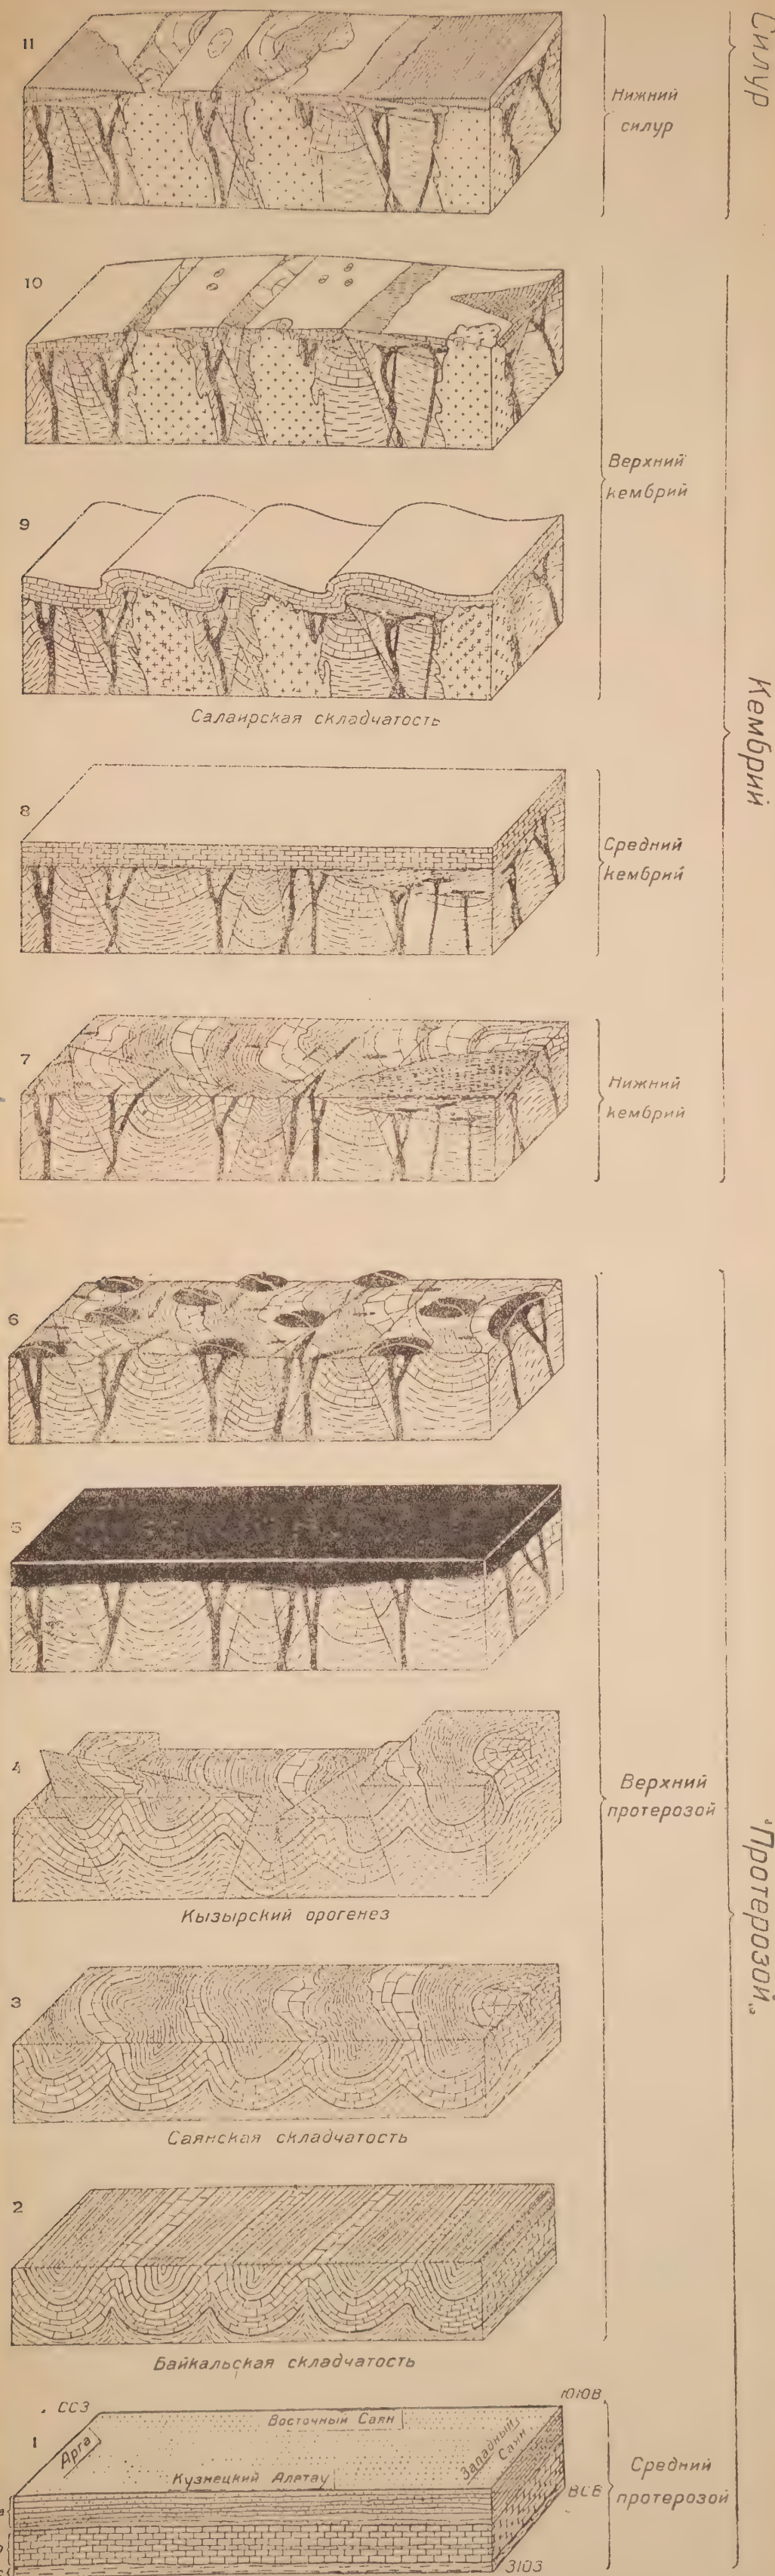 11
Нижний
силур
Силур
10
Верхний
кембрий
9
Салаирская складчатость
Кембрий
8
Средний
кембрий
7
Нижний
кембрий
6
5
4
Верхний
протерозой
„Протерозой“
Кызырский орогенез
3
Саянская складчатость
2
Байкальская складчатость
ССЗ
ЮЮВ
1
Восточный Саян
Арга
Западный
Саян
Кузнецкий Алатау
ВСВ
ЗЮЗ
Средний
протерозой